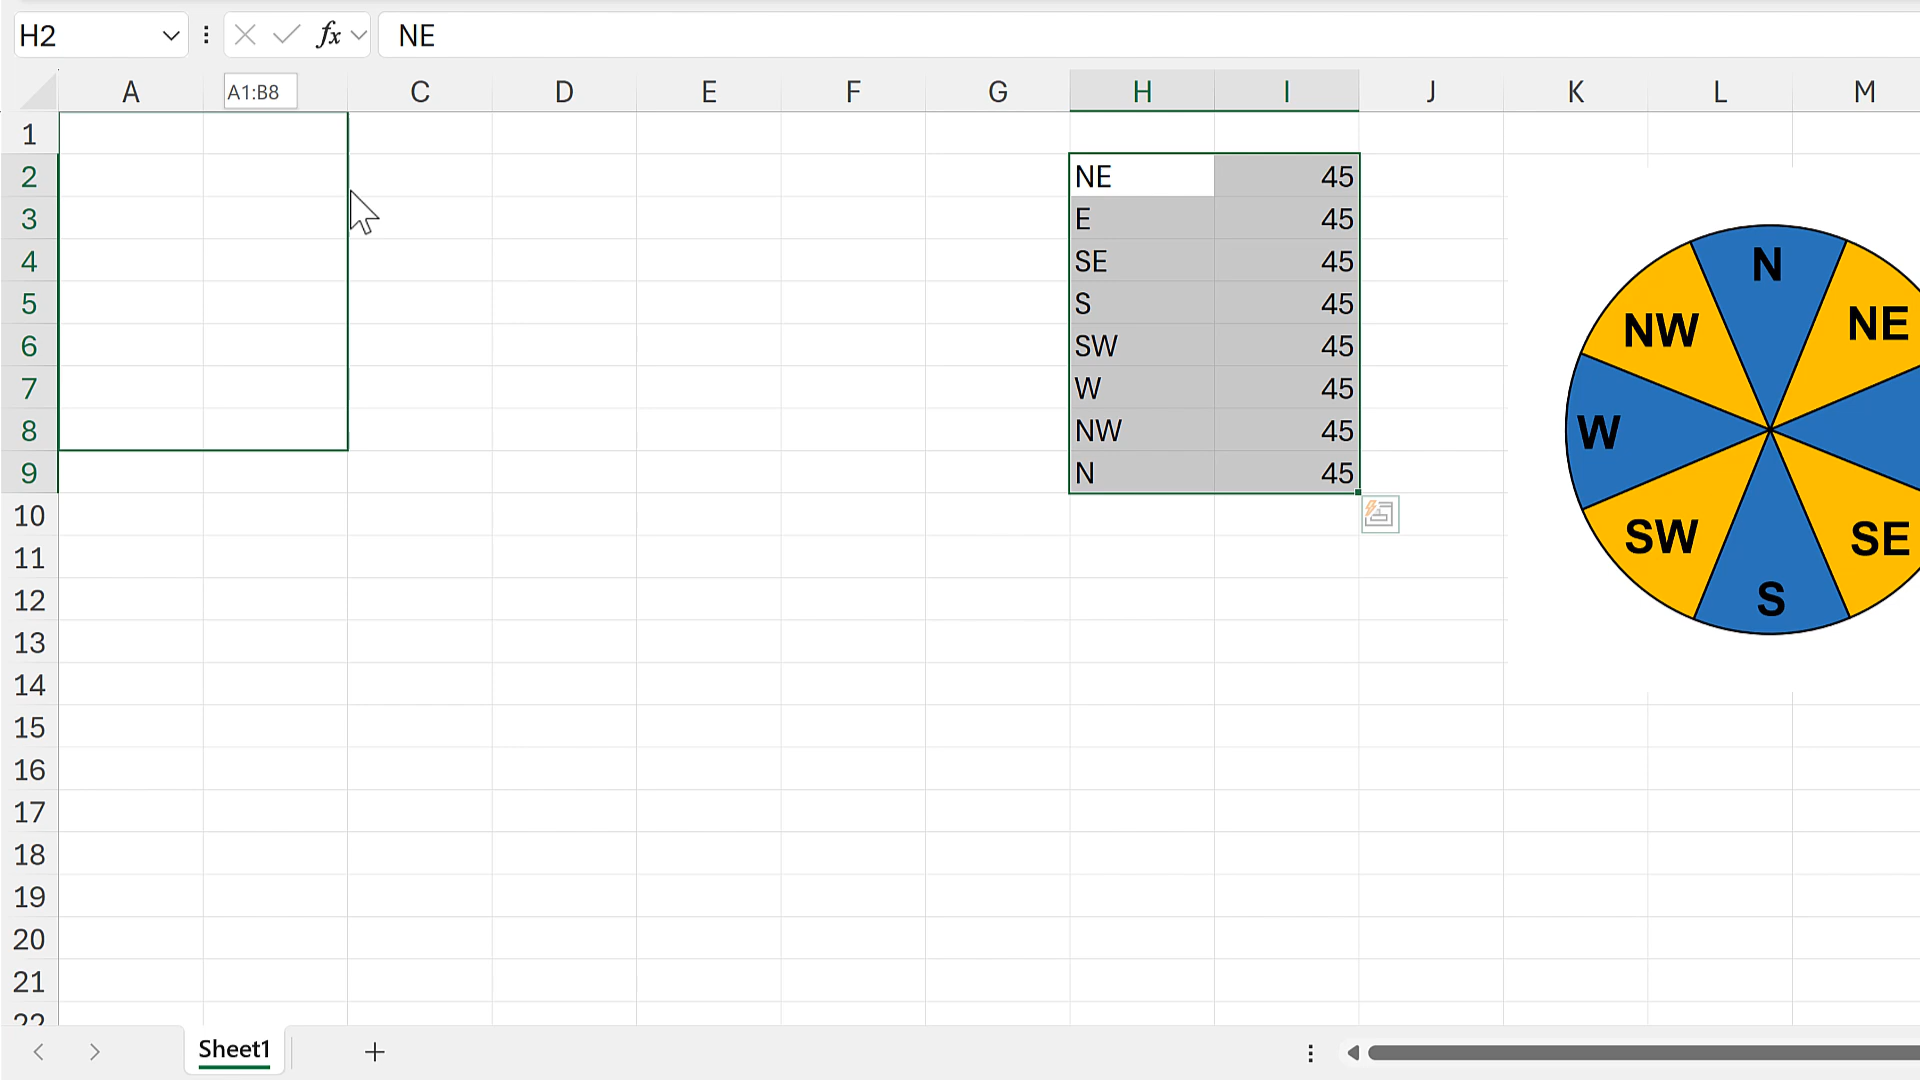 H2 fx NE
A A1:B8 C D E F G H I J K L M
1
2 NE 45
3 E 45
4 SE 45
5 S 45
6 SW 45
7 W 45
8 NW 45
9 N 45
10
11
12
13
14
15
16
17
18
19
20
21
22
N
NW NE
W
SW SE
S
Sheet1